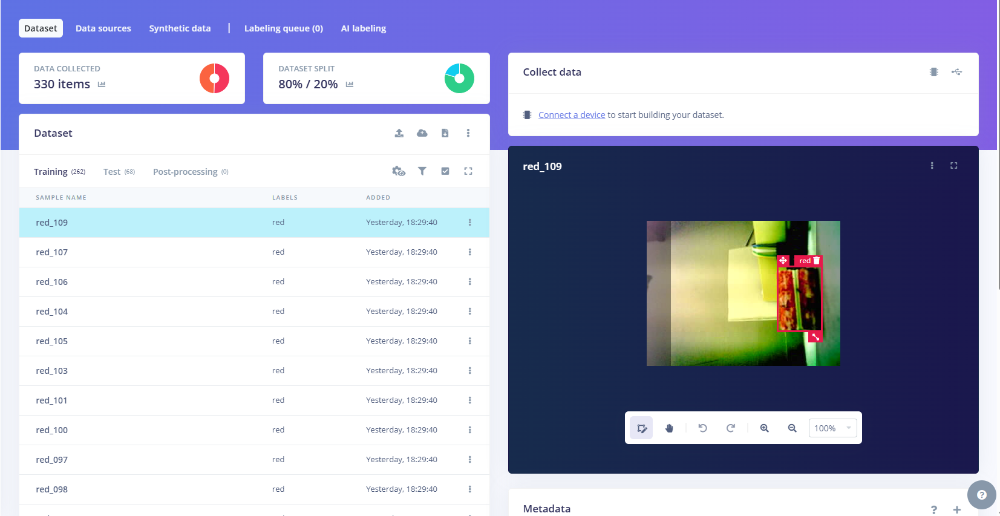 Dataset Data sources Synthetic data | Labeling queue (0) AI labeling
DATA COLLECTED
330 items
DATASET SPLIT
80% / 20%
Collect data
Connect a device to start building your dataset.
Dataset
Training (262) Test (68) Post-processing (0)
SAMPLE NAME LABELS ADDED
red_109 red Yesterday, 18:29:40
red_107 red Yesterday, 18:29:40
red_106 red Yesterday, 18:29:40
red_104 red Yesterday, 18:29:40
red_105 red Yesterday, 18:29:40
red_103 red Yesterday, 18:29:40
red_101 red Yesterday, 18:29:40
red_100 red Yesterday, 18:29:40
red_097 red Yesterday, 18:29:40
red_098 red Yesterday, 18:29:40
red_109
red
100%
Metadata
? +
?